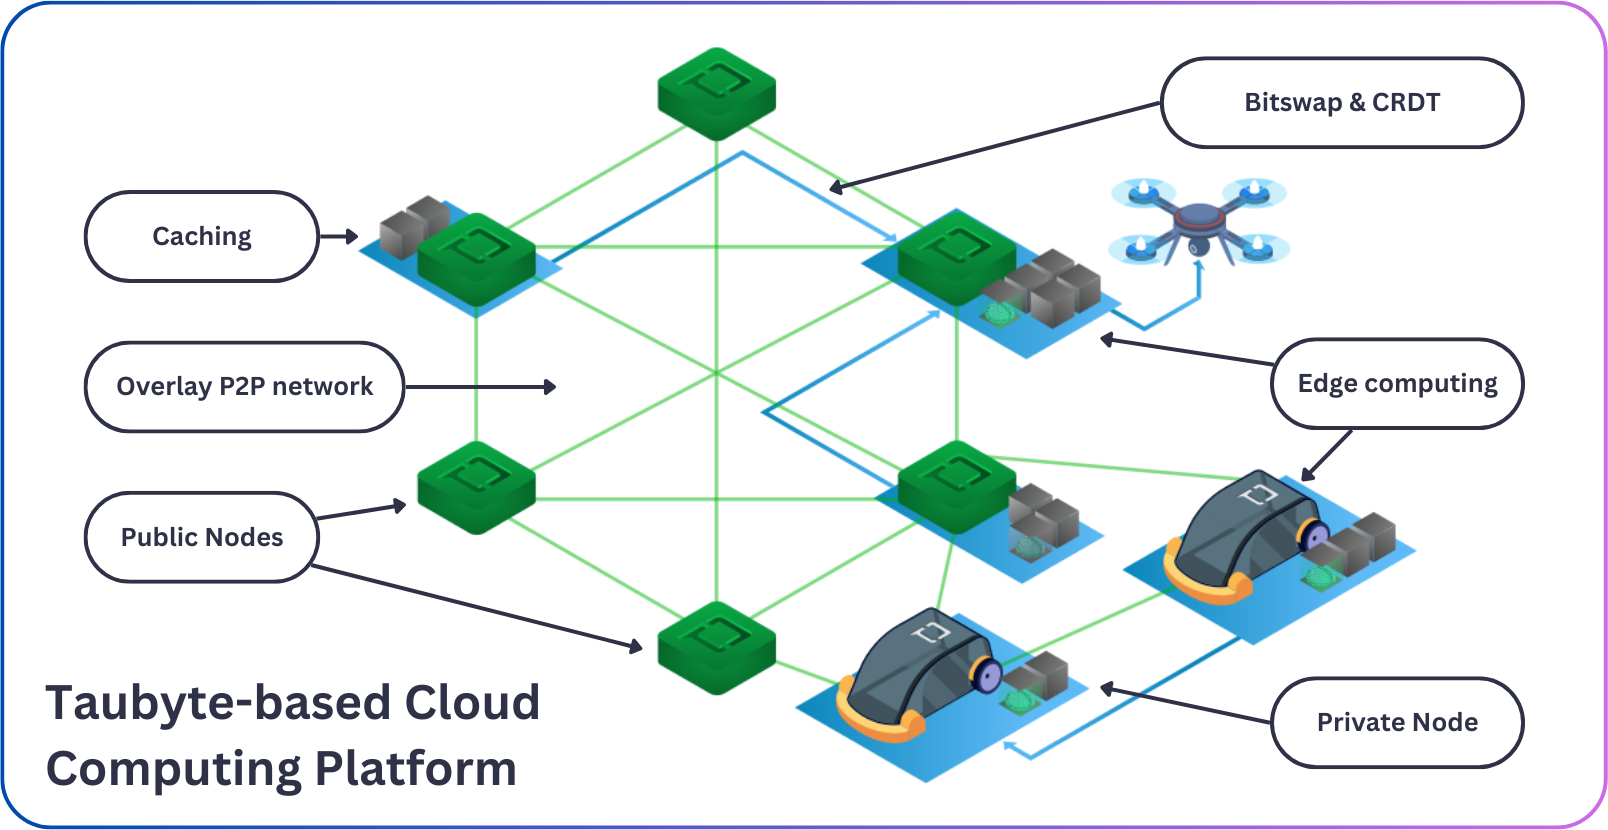 Bitswap & CRDT
Caching
Overlay P2P network
Edge computing
Public Nodes
Private Node
Taubyte-based Cloud
Computing Platform